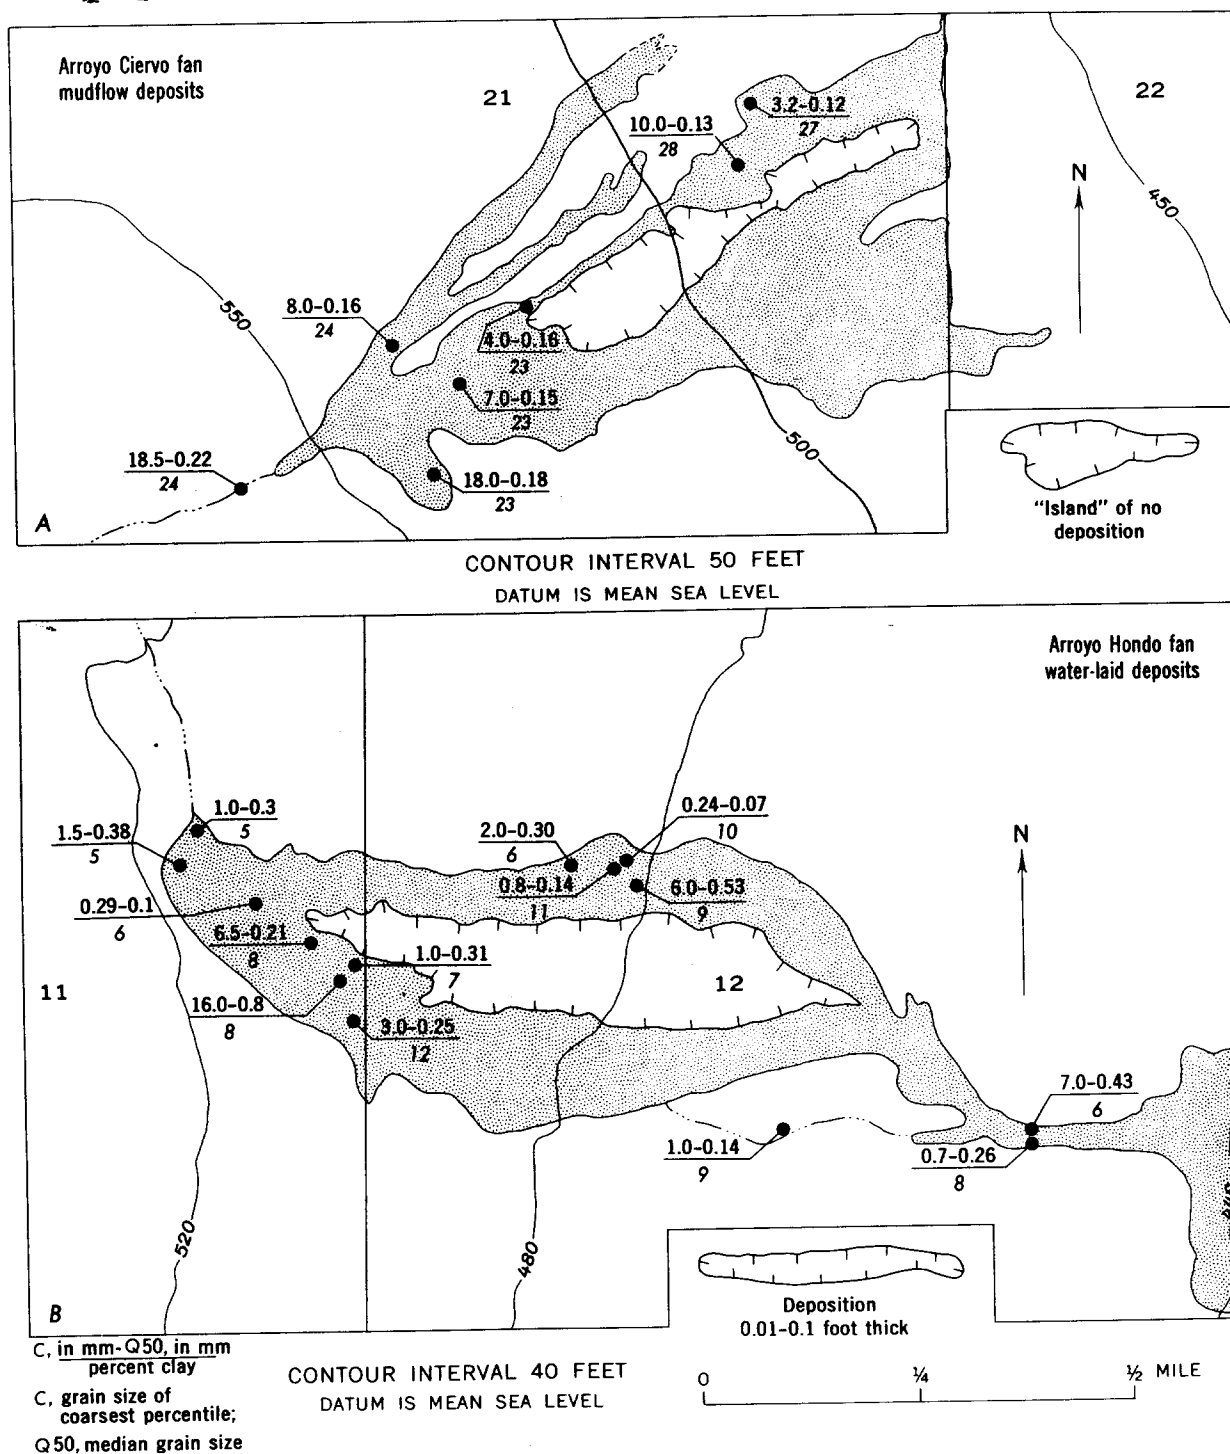 Arroyo Ciervo fan
mudflow deposits
21
22
3.2-0.12
27
10.0-0.13
28
N
450
550
8.0-0.16
24
4.0-0.16
23
7.0-0.15
23
500
18.5-0.22
24
18.0-0.18
23
"Island" of no
deposition
A
CONTOUR INTERVAL 50 FEET
DATUM IS MEAN SEA LEVEL
Arroyo Hondo fan
water-laid deposits
1.0-0.3
5
1.5-0.38
5
2.0-0.30
6
0.24-0.07
10
N
0.8-0.14
11
6.0-0.53
9
0.29-0.1
6
6.5-0.21
8
1.0-0.31
7
12
11
16.0-0.8
8
3.0-0.25
12
7.0-0.43
6
1.0-0.14
9
0.7-0.26
8
520
480
B
Deposition
0.01-0.1 foot thick
C, in mm-Q50, in mm
percent clay
C, grain size of
coarsest percentile;
Q50, median grain size
CONTOUR INTERVAL 40 FEET
DATUM IS MEAN SEA LEVEL
0 1/4 1/2 MILE